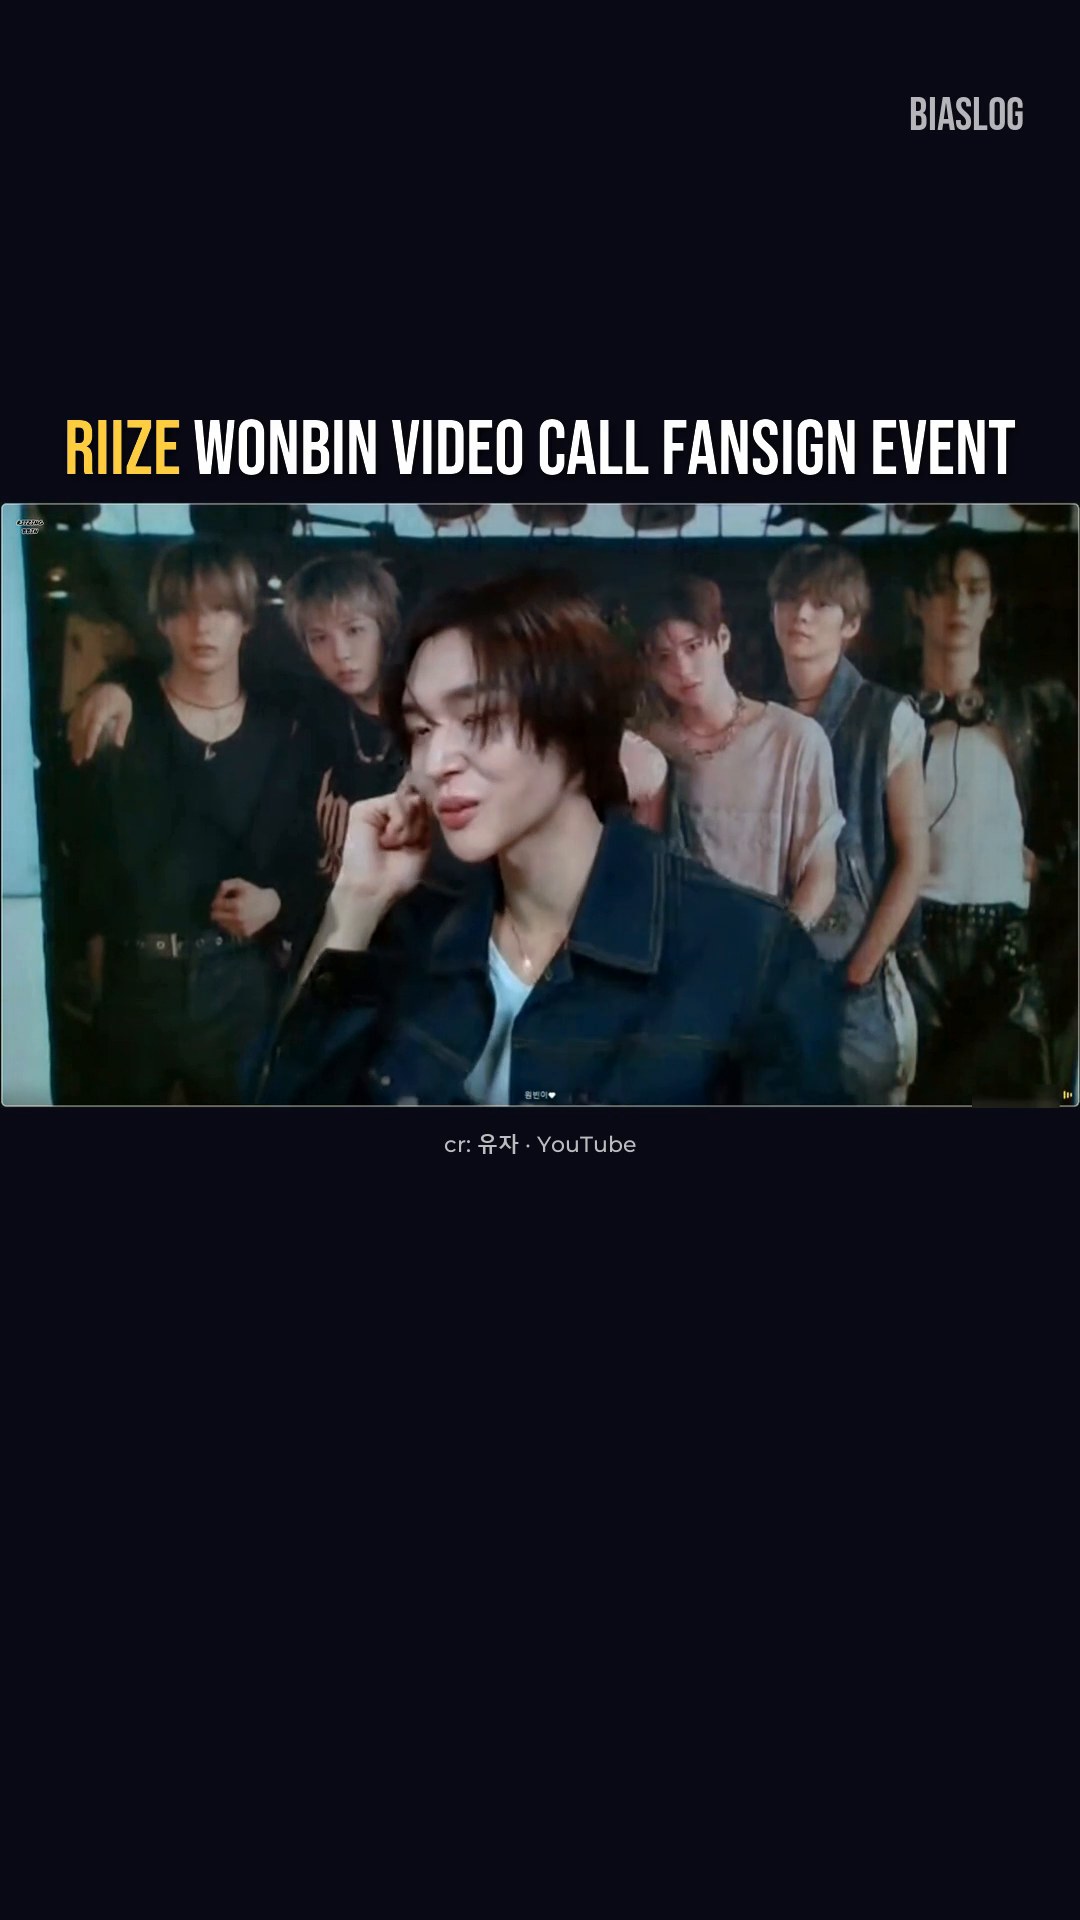 BIASLOG
RIIZE WONBIN VIDEO CALL FANSIGN EVENT
원빈이🤍
cr: 유자 · YouTube